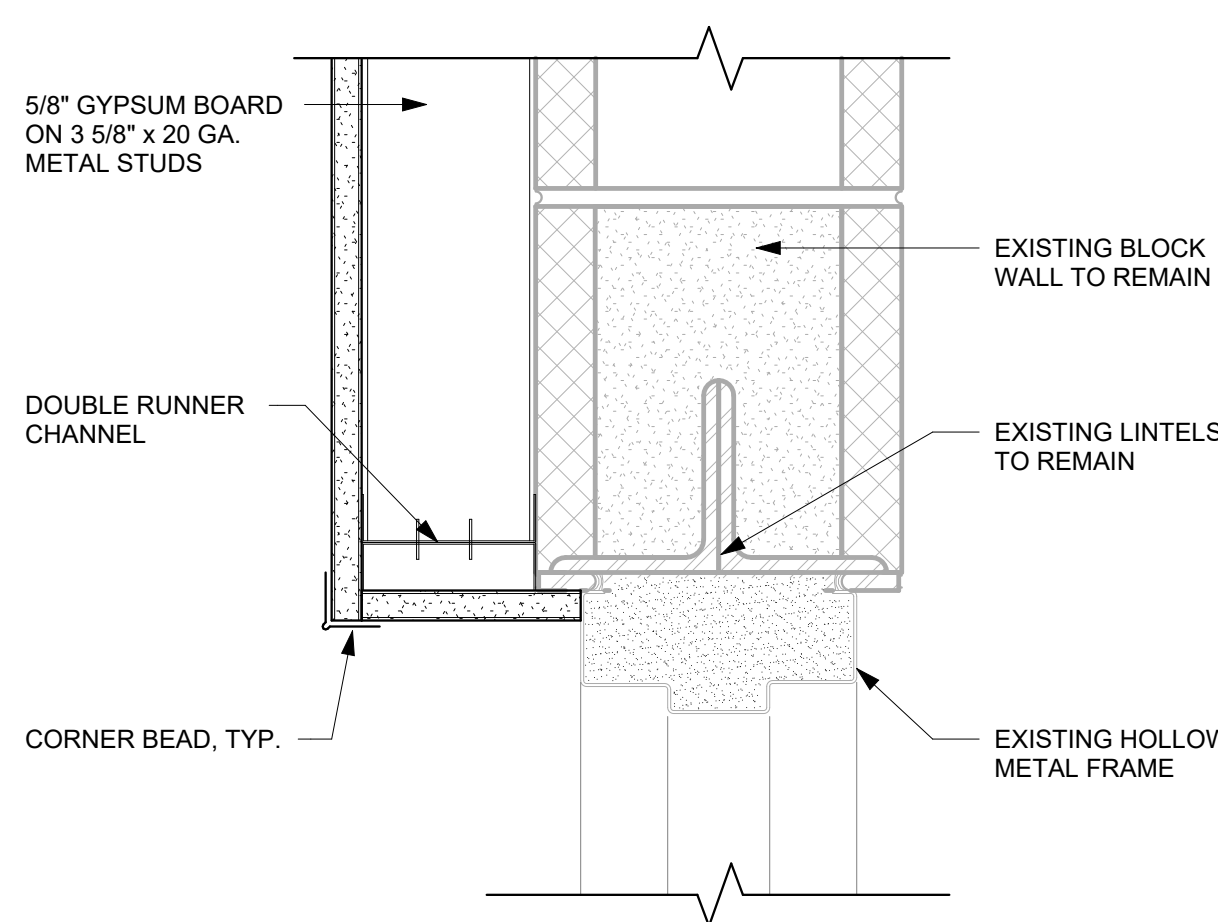 5/8" GYPSUM BOARD
ON 3 5/8" x 20 GA.
METAL STUDS
DOUBLE RUNNER
CHANNEL
CORNER BEAD, TYP.
EXISTING BLOCK
WALL TO REMAIN
EXISTING LINTELS
TO REMAIN
EXISTING HOLLOW
METAL FRAME